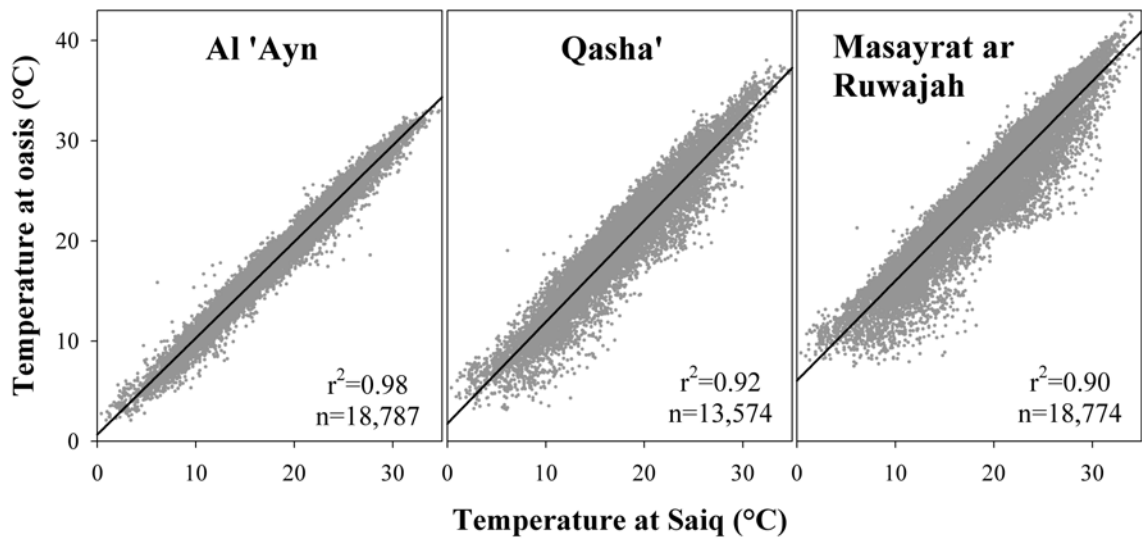 Al 'Ayn
Qasha'
Masayrat ar
Ruwajah
Temperature at oasis (°C)
40
30
20
10
0
r²=0.98
n=18,787
r²=0.92
n=13,574
r²=0.90
n=18,774
0 10 20 30 0 10 20 30 0 10 20 30
Temperature at Saiq (°C)